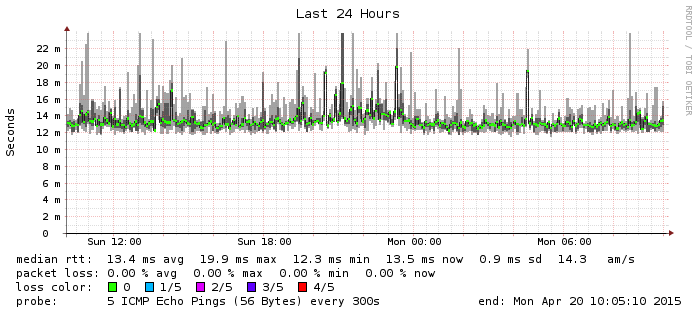 Last 24 Hours
RRDTOOL / TOBI OETIKER
Seconds
22 m
20 m
18 m
16 m
14 m
12 m
10 m
8 m
6 m
4 m
2 m
0
Sun 12:00 Sun 18:00 Mon 00:00 Mon 06:00
median rtt: 13.4 ms avg 19.9 ms max 12.3 ms min 13.5 ms now 0.9 ms sd 14.3 am/s
packet loss: 0.00 % avg 0.00 % max 0.00 % min 0.00 % now
loss color: 0 1/5 2/5 3/5 4/5
probe: 5 ICMP Echo Pings (56 Bytes) every 300s end: Mon Apr 20 10:05:10 2015